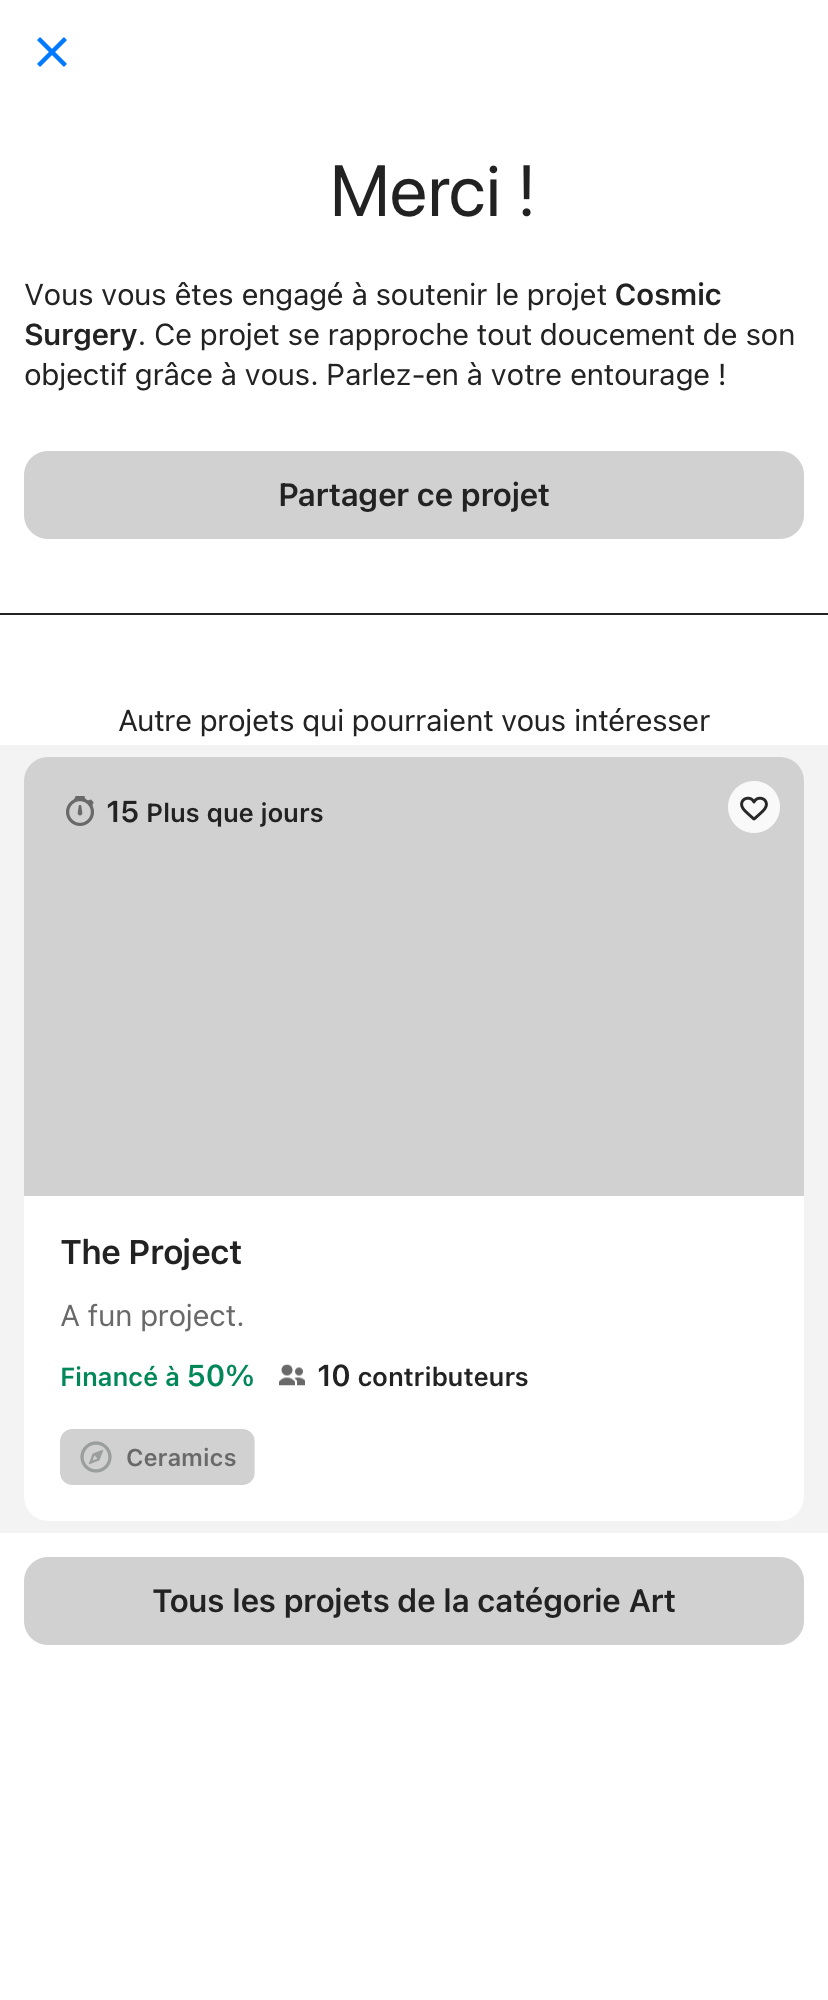 Merci !
Vous vous êtes engagé à soutenir le projet Cosmic
Surgery. Ce projet se rapproche tout doucement de son
objectif grâce à vous. Parlez-en à votre entourage !
Partager ce projet
Autre projets qui pourraient vous intéresser
15 Plus que jours
The Project
A fun project.
Financé à 50% 10 contributeurs
Ceramics
Tous les projets de la catégorie Art